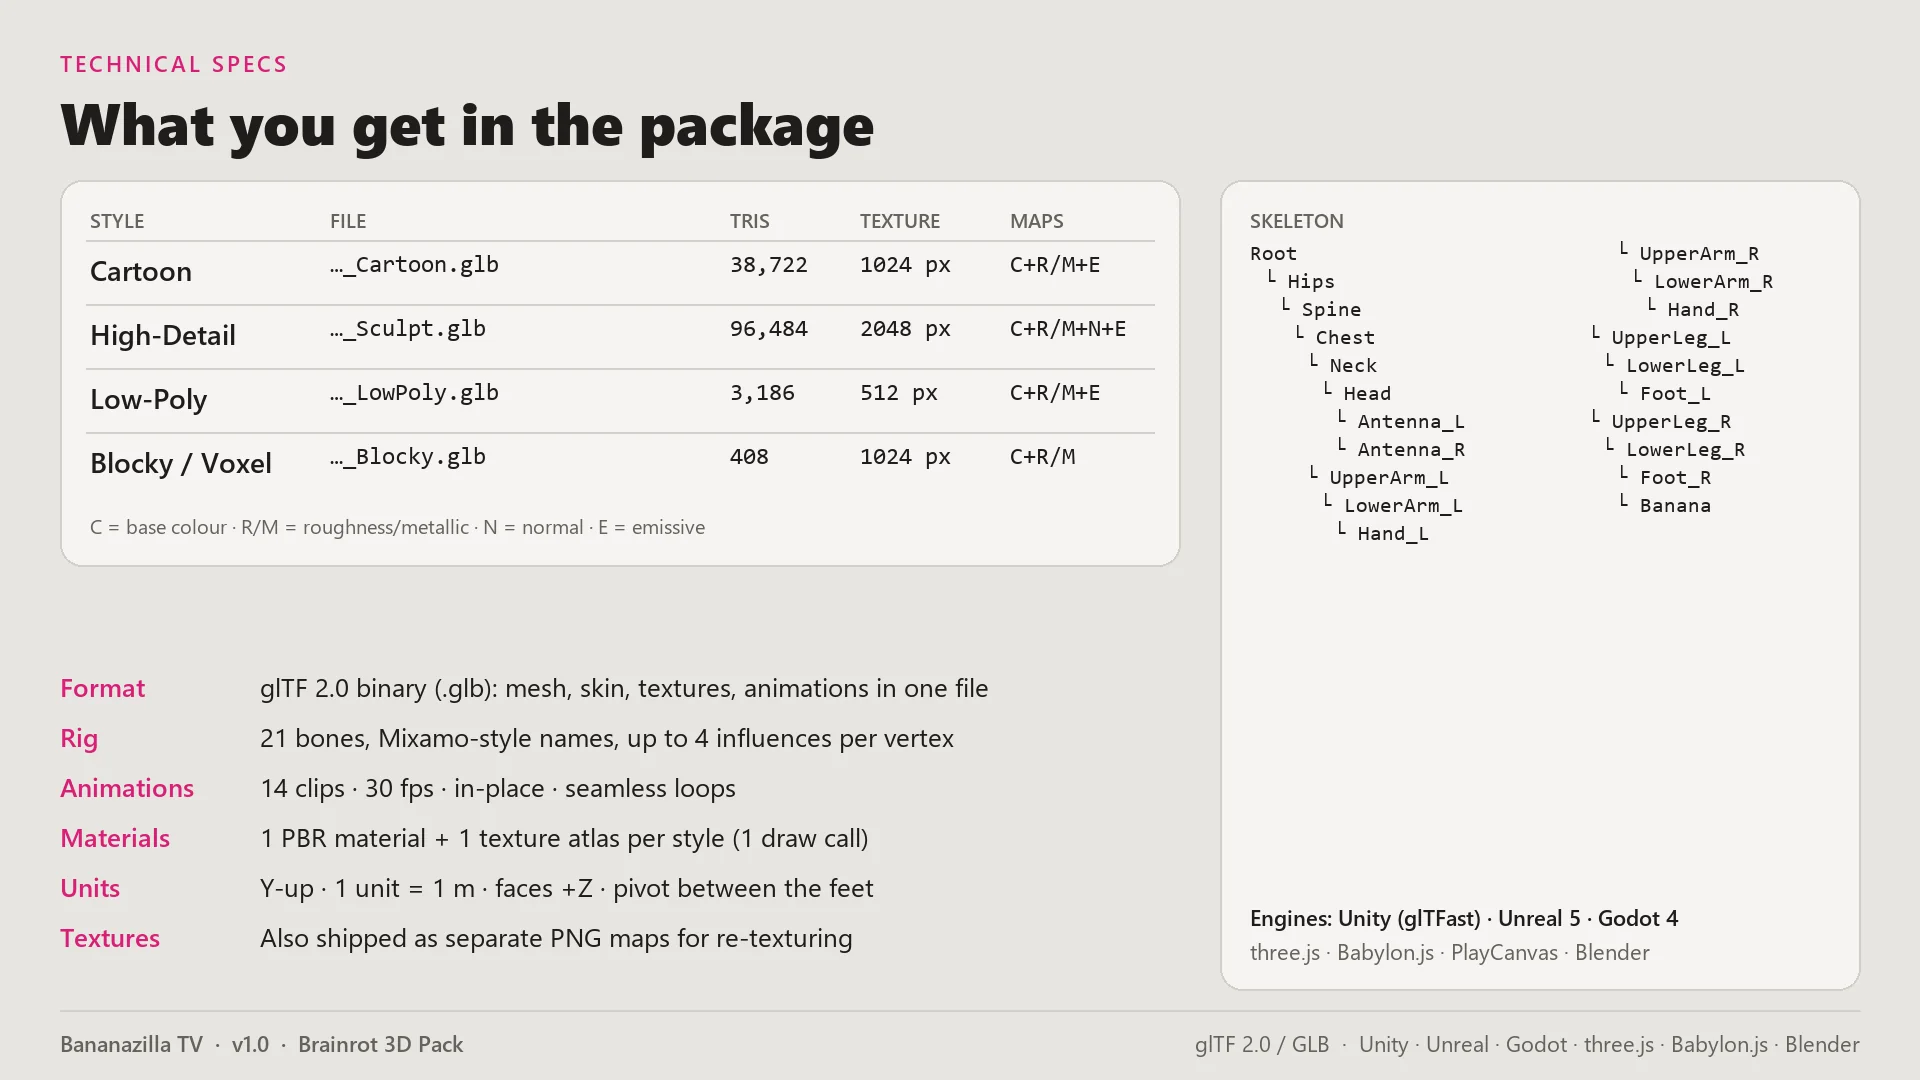 TECHNICAL SPECS
What you get in the package
STYLE FILE TRIS TEXTURE MAPS
Cartoon …_Cartoon.glb 38,722 1024 px C+R/M+E
High-Detail …_Sculpt.glb 96,484 2048 px C+R/M+N+E
Low-Poly …_LowPoly.glb 3,186 512 px C+R/M+E
Blocky / Voxel …_Blocky.glb 408 1024 px C+R/M
C = base colour · R/M = roughness/metallic · N = normal · E = emissive
Format glTF 2.0 binary (.glb): mesh, skin, textures, animations in one file
Rig 21 bones, Mixamo-style names, up to 4 influences per vertex
Animations 14 clips · 30 fps · in-place · seamless loops
Materials 1 PBR material + 1 texture atlas per style (1 draw call)
Units Y-up · 1 unit = 1 m · faces +Z · pivot between the feet
Textures Also shipped as separate PNG maps for re-texturing
SKELETON
Root
└ Hips
└ Spine
└ Chest
└ Neck
└ Head
└ Antenna_L
└ Antenna_R
└ UpperArm_L
└ LowerArm_L
└ Hand_L
└ UpperArm_R
└ LowerArm_R
└ Hand_R
└ UpperLeg_L
└ LowerLeg_L
└ Foot_L
└ UpperLeg_R
└ LowerLeg_R
└ Foot_R
└ Banana
Engines: Unity (glTFast) · Unreal 5 · Godot 4
three.js · Babylon.js · PlayCanvas · Blender
Bananazilla TV · v1.0 · Brainrot 3D Pack
glTF 2.0 / GLB · Unity · Unreal · Godot · three.js · Babylon.js · Blender